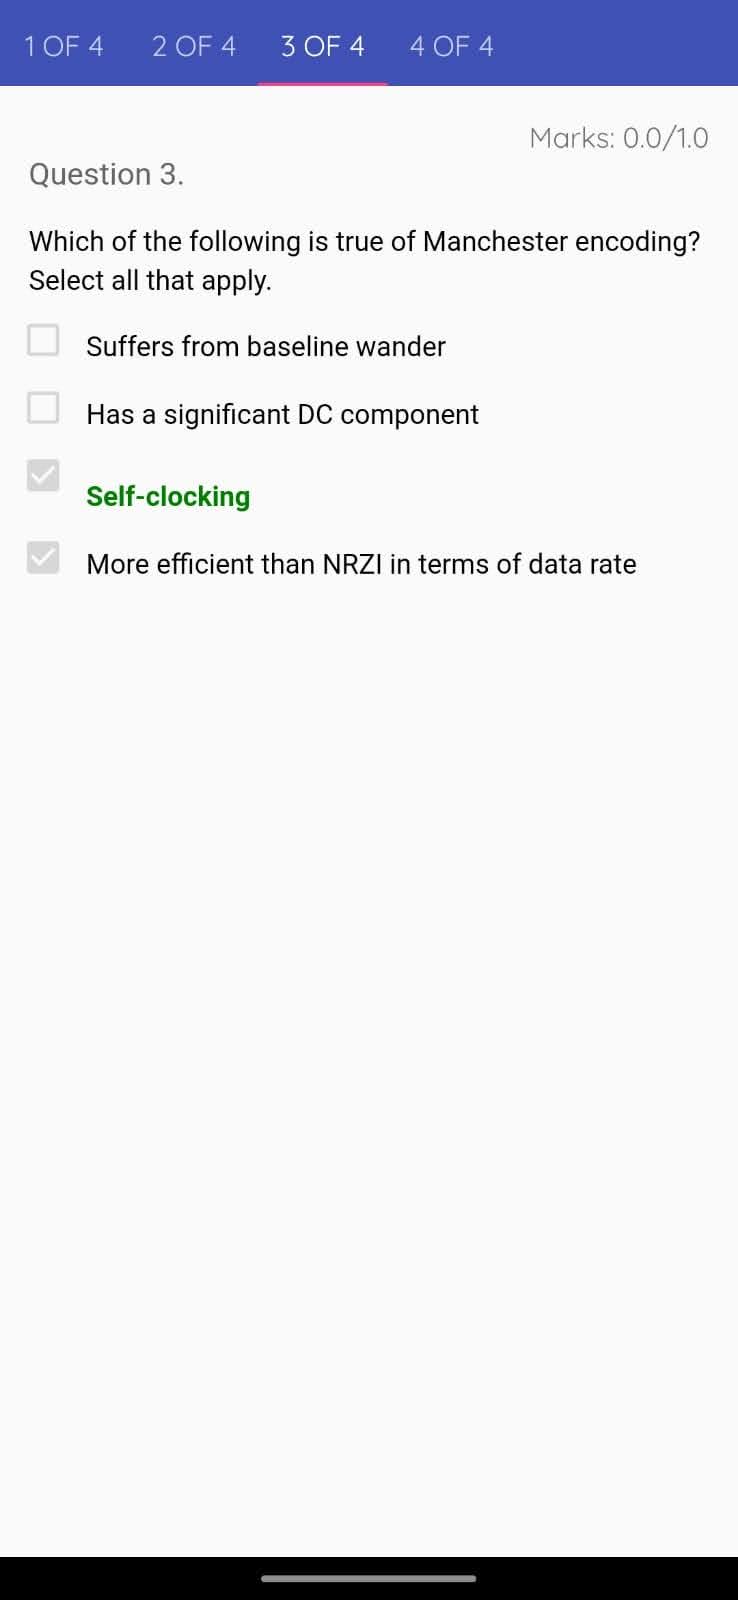 1 OF 4 2 OF 4 3 OF 4 4 OF 4
Marks: 0.0/1.0
Question 3.
Which of the following is true of Manchester encoding?
Select all that apply.
Suffers from baseline wander
Has a significant DC component
Self-clocking
More efficient than NRZI in terms of data rate